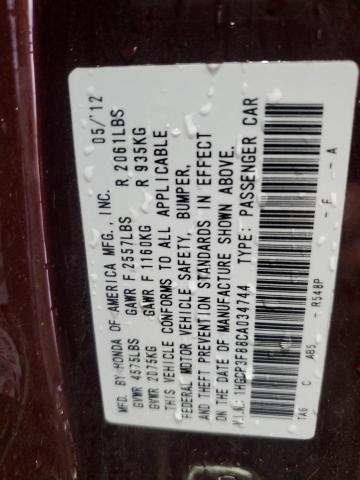 MFD. BY HONDA OF AMERICA MFG., INC. 05/12
GVWR 4575LBS GAWR F 2557LBS R 2061LBS
GVWR 2075KG GAWR F 1160KG R 935KG
THIS VEHICLE CONFORMS TO ALL APPLICABLE
FEDERAL MOTOR VEHICLE SAFETY, BUMPER,
AND THEFT PREVENTION STANDARDS IN EFFECT
ON THE DATE OF MANUFACTURE SHOWN ABOVE.
V.I.N.: 1HGCP3F88CA034744 TYPE: PASSENGER CAR
TA6 C AB5 R548P F A